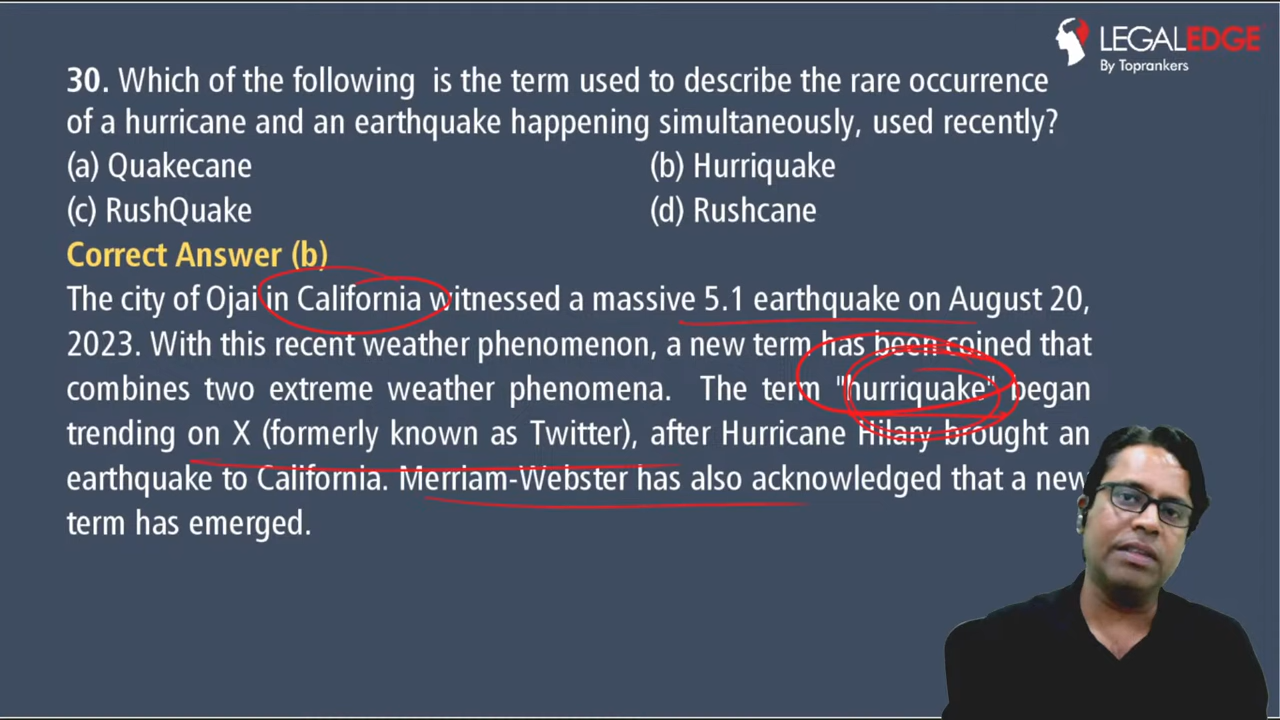 LEGALEDGE
By Toprankers
30. Which of the following is the term used to describe the rare occurrence
of a hurricane and an earthquake happening simultaneously, used recently?
(a) Quakecane (b) Hurriquake
(c) RushQuake (d) Rushcane
Correct Answer (b)
The city of Ojai in California witnessed a massive 5.1 earthquake on August 20,
2023. With this recent weather phenomenon, a new term has been coined that
combines two extreme weather phenomena. The term "hurriquake" began
trending on X (formerly known as Twitter), after Hurricane Hilary brought an
earthquake to California. Merriam-Webster has also acknowledged that a new
term has emerged.